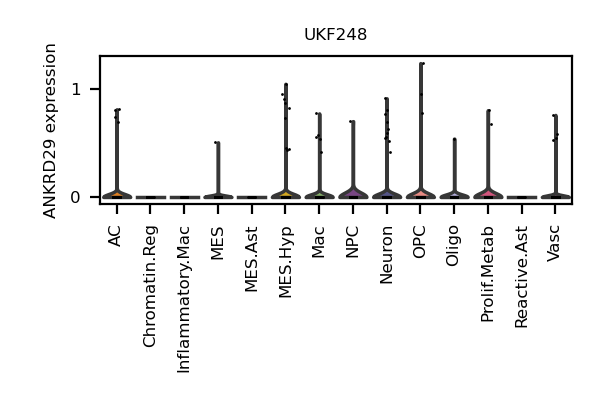 UKF248
ANKRD29 expression
1
0
AC
Chromatin.Reg
Inflammatory.Mac
MES
MES.Ast
MES.Hyp
Mac
NPC
Neuron
OPC
Oligo
Prolif.Metab
Reactive.Ast
Vasc